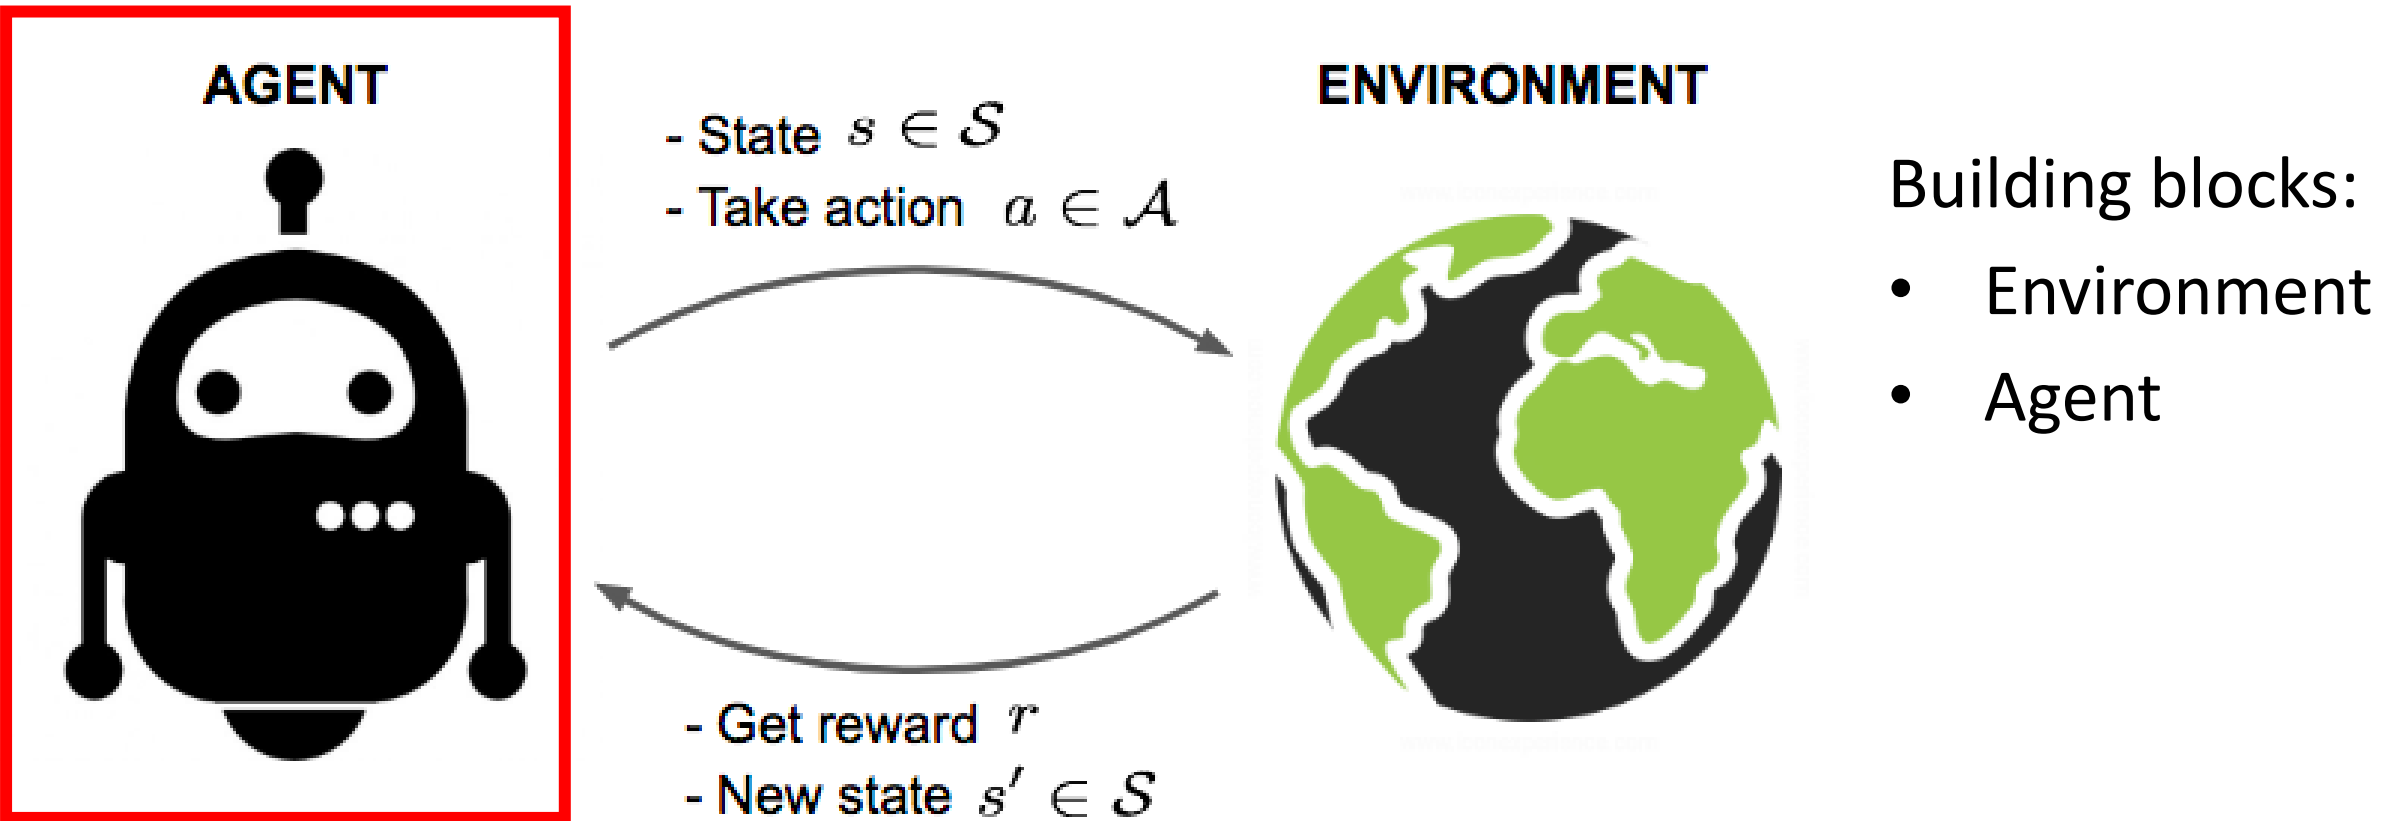 AGENT
- State s ∈ 𝒮
- Take action a ∈ 𝒜
ENVIRONMENT
- Get reward r
- New state s′ ∈ 𝒮
Building blocks:
• Environment
• Agent